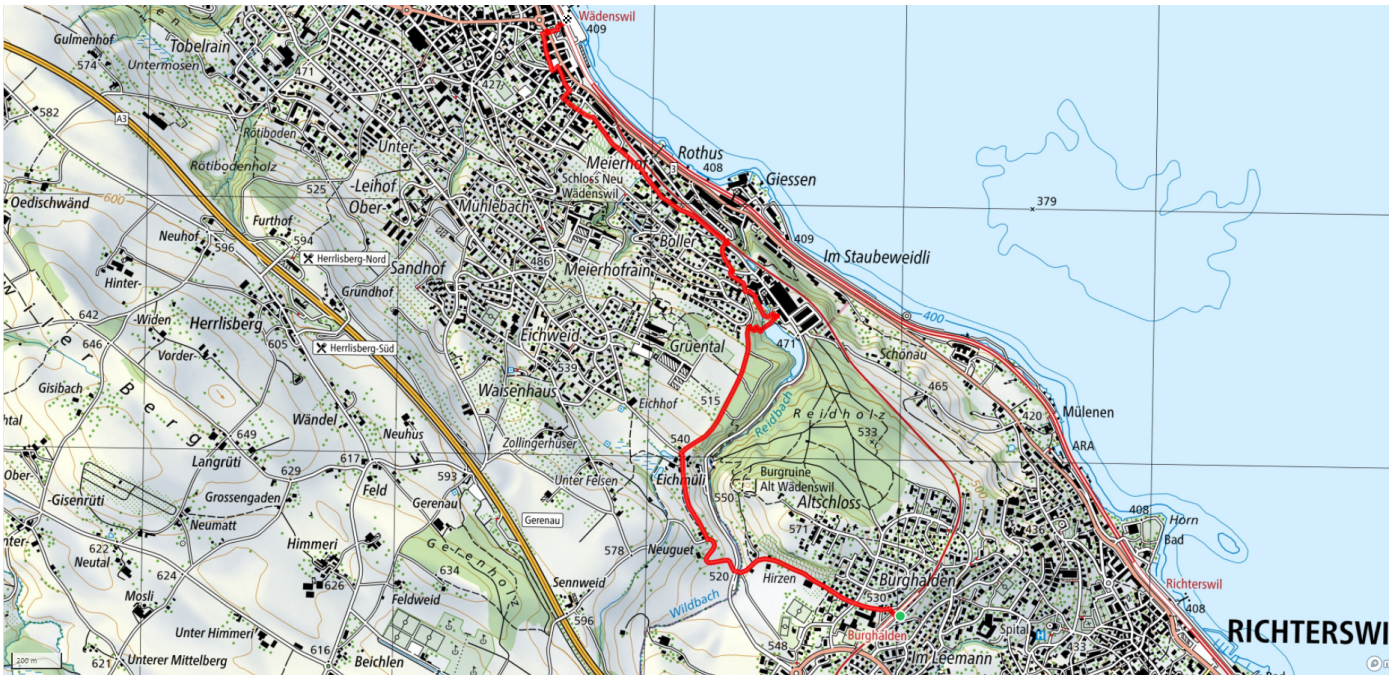 Wädenswil
409
Gulmenhof
574
Tobelrain
Untermosen
471
427
582
A3
Rötiboden
Rötibodenholz
Unter-
-Leihof
Ober-
525
Meierhof
Schloss Neu
Wädenswil
Rothus
3
408
Giessen
379
Oedischwänd
600
Neuhof
596
Furthof
594
Herrlisberg-Nord
Mühlebach
486
Boller
409
Im Staubeweidli
Sandhof
Meierhofrain
Hinter-
Grundhof
642
-Widen
Herrlisberg
Vorder-
646
605
Herrlisberg-Süd
Eichweid
539
Grüental
471
400
Schönau
465
Gisibach
Berg
Waisenhaus
Eichhof
515
Reidbach
Reidholz
533
420
Mülenen
ARA
Wändel
Neuhus
649
Langrüti
Zollingerhüser
540
Ober-
-Gisenrüti
629
617
593
Grossengaden
Feld
Gerenau
Unter Felsen
Eichmüli
Burgruine
Alt Wädenswil
550
Altschloss
500
571
436
408
Horn
Bad
Neumatt
Gerenau
622
Neutal
Himmeri
Gerenholz
634
578
Neuguet
624
626
520
Hirzen
Burghalden
530
Mosli
Feldweid
Sennweid
596
Wildbach
Richterswil
408
Unter Himmeri
Burghalden
Spital
H
RICHTERSWI
621
Unterer Mittelberg
616
Beichlen
548
Im Leemann
433
200 m